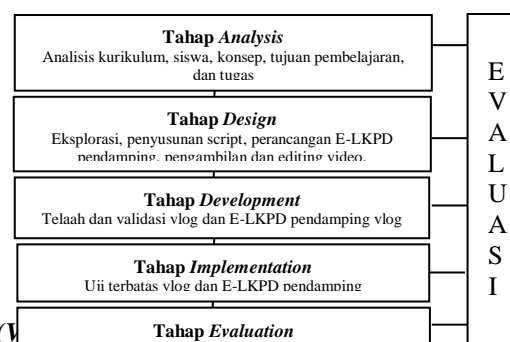 Tahap Analysis
Analisis kurikulum, siswa, konsep, tujuan pembelajaran,
dan tugas
Tahap Design
Eksplorasi, penyusunan script, perancangan E-LKPD
pendamping, pengambilan dan editing video.
Tahap Development
Telaah dan validasi vlog dan E-LKPD pendamping vlog
Tahap Implementation
Uji terbatas vlog dan E-LKPD pendamping
Tahap Evaluation
(V
E
V
A
L
U
A
S
I